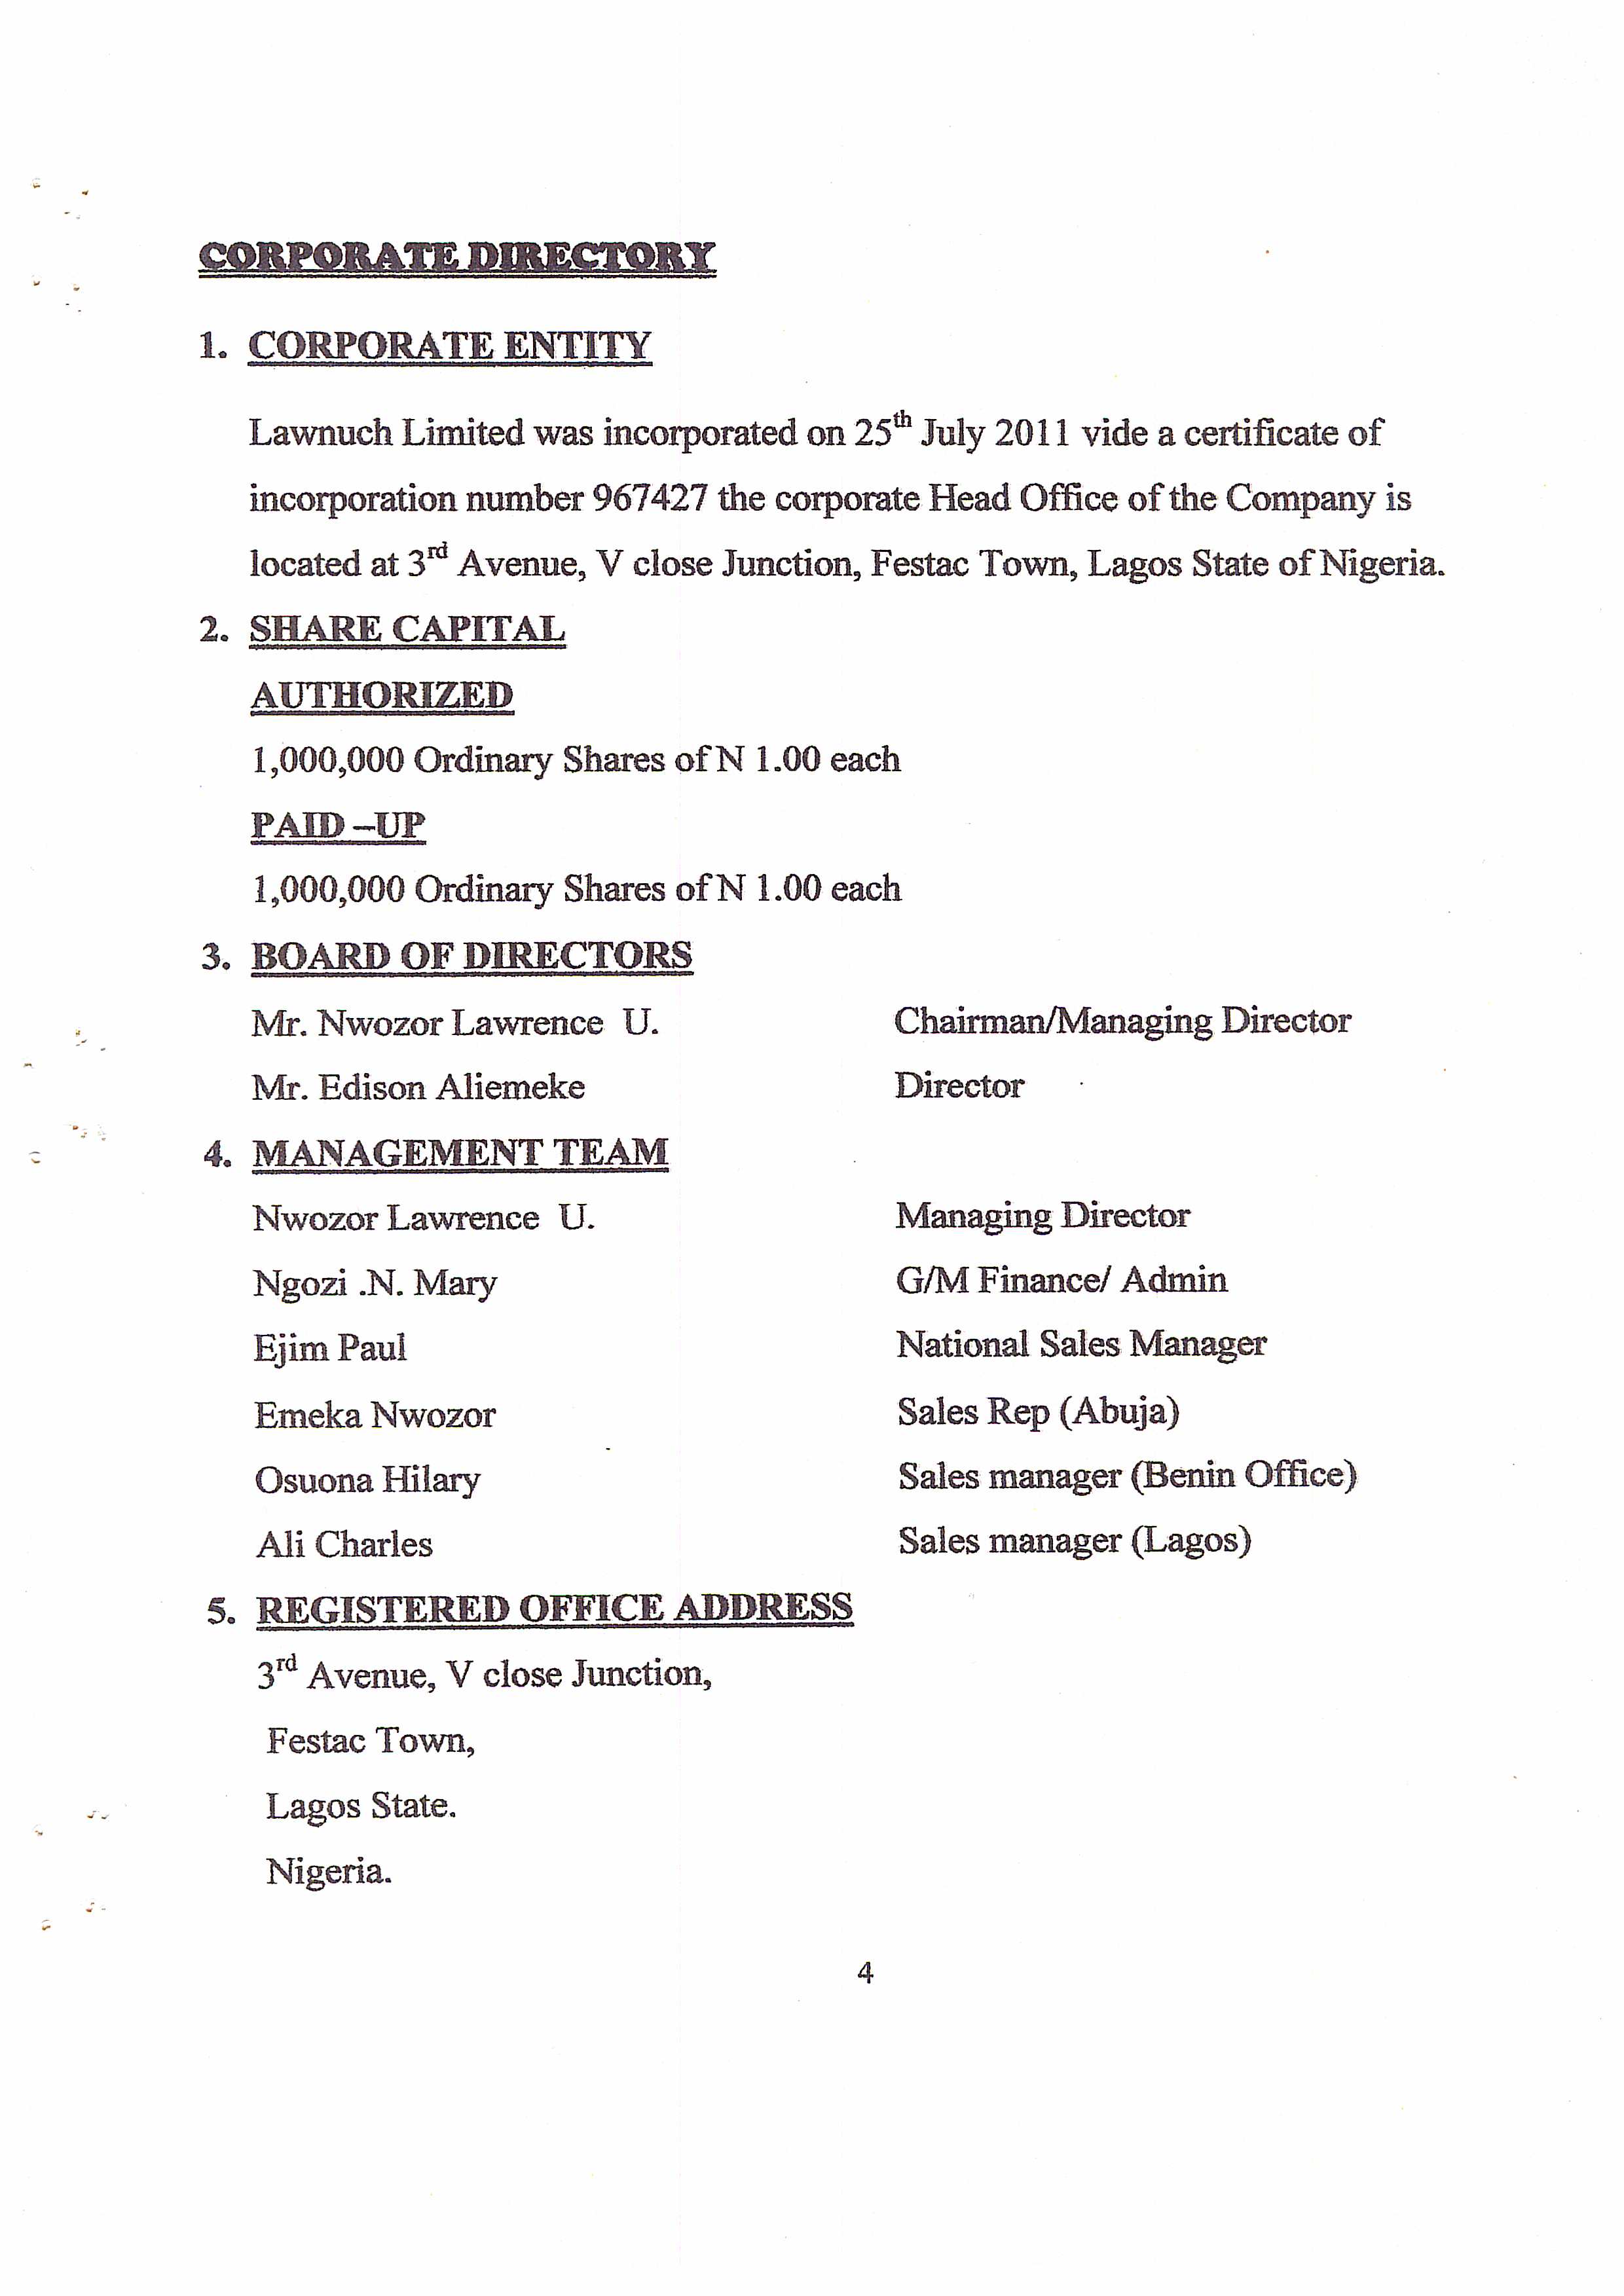 CORPORATE DIRECTORY
1. CORPORATE ENTITY
Lawnuch Limited was incorporated on 25th July 2011 vide a certificate of
incorporation number 967427 the corporate Head Office of the Company is
located at 3rd Avenue, V close Junction, Festac Town, Lagos State of Nigeria.
2. SHARE CAPITAL
AUTHORIZED
1,000,000 Ordinary Shares of N 1.00 each
PAID –UP
1,000,000 Ordinary Shares of N 1.00 each
3. BOARD OF DIRECTORS
Mr. Nwozor Lawrence U. Chairman/Managing Director
Mr. Edison Aliemeke Director
4. MANAGEMENT TEAM
Nwozor Lawrence U. Managing Director
Ngozi .N. Mary G/M Finance/ Admin
Ejim Paul National Sales Manager
Emeka Nwozor Sales Rep (Abuja)
Osuona Hilary Sales manager (Benin Office)
Ali Charles Sales manager (Lagos)
5. REGISTERED OFFICE ADDRESS
3rd Avenue, V close Junction,
Festac Town,
Lagos State.
Nigeria.
4